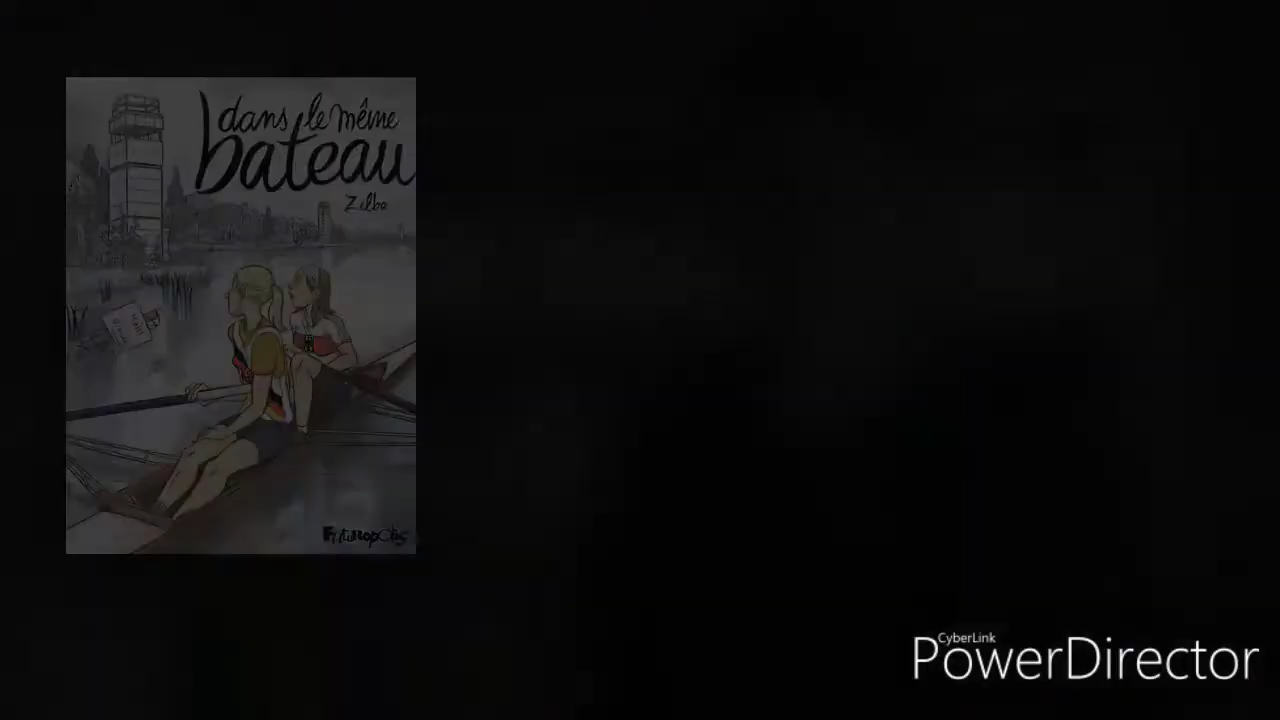 dans le même
bateau
Zelba
Futuropolis
CyberLink
PowerDirector